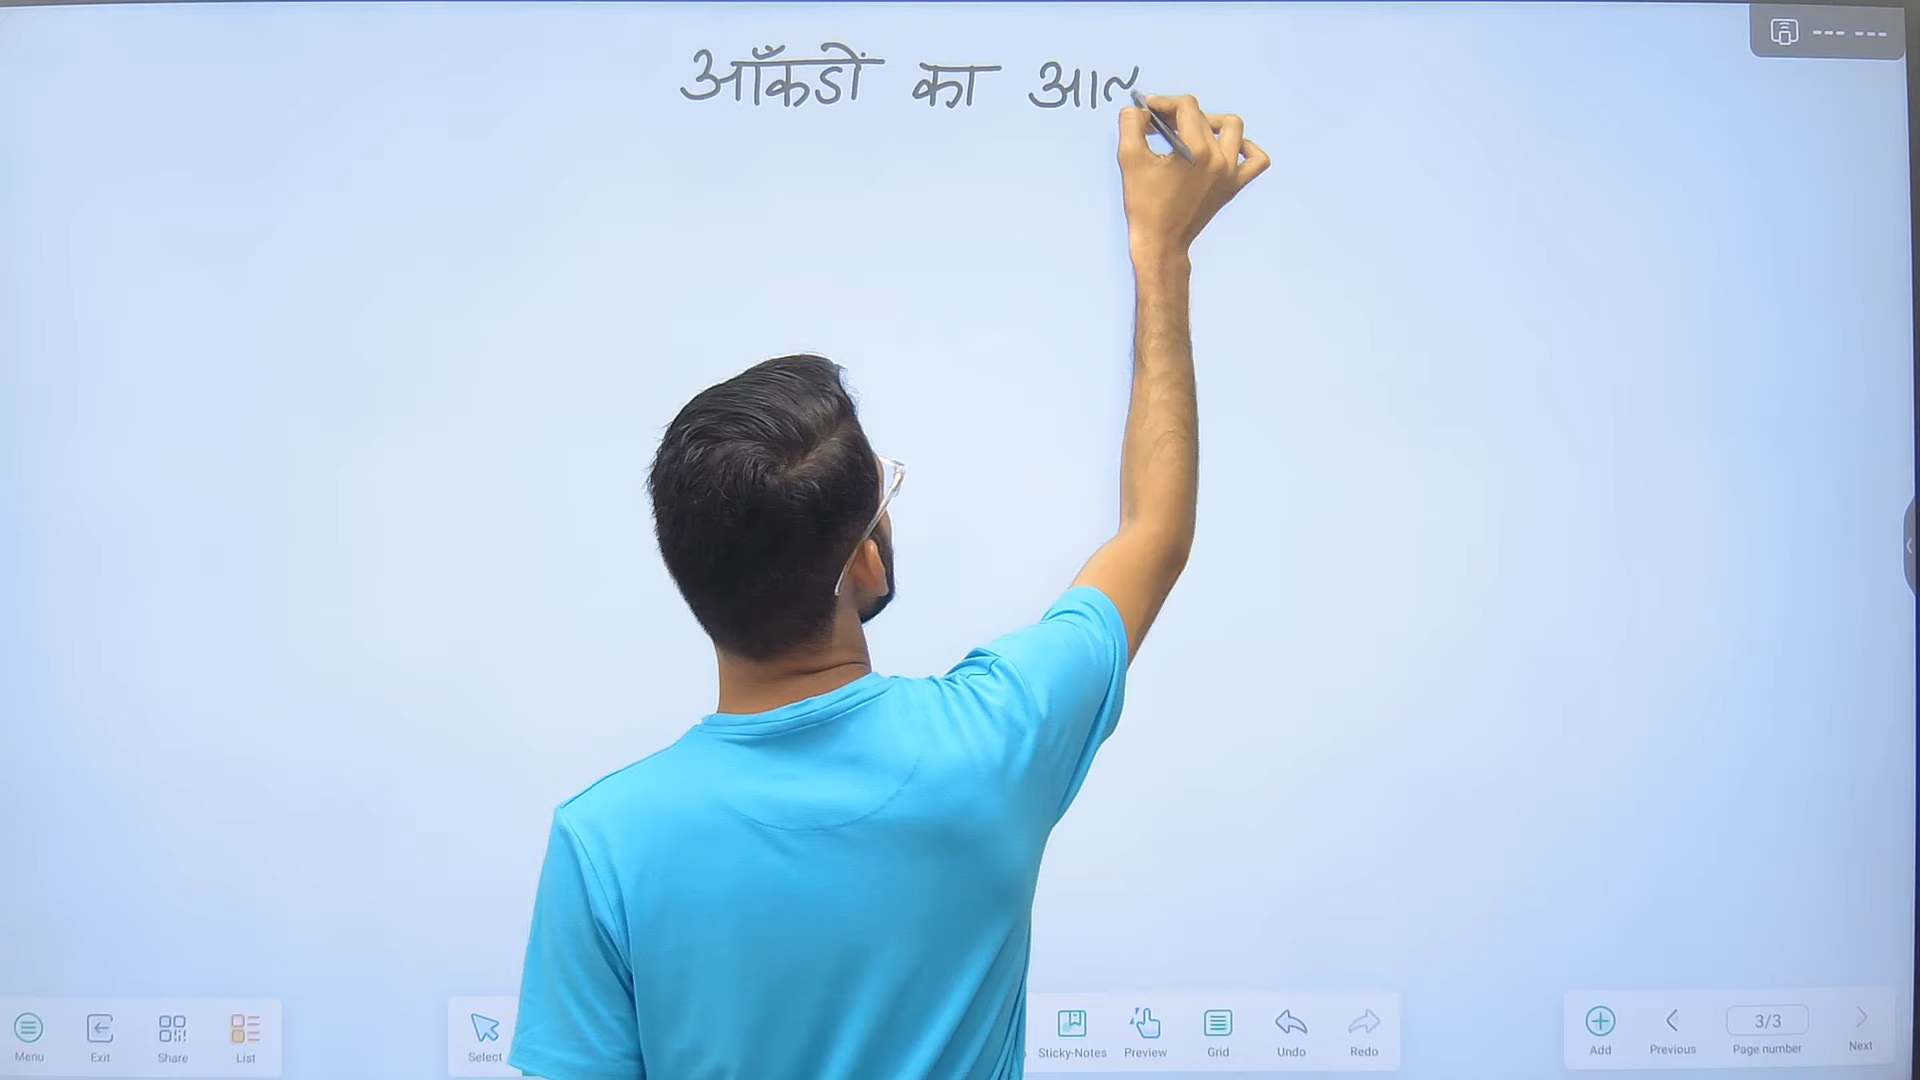 आँकडों का आल
Menu
Exit
Share
List
Select
Sticky-Notes
Preview
Grid
Undo
Redo
Add
Previous
3/3
Page number
Next